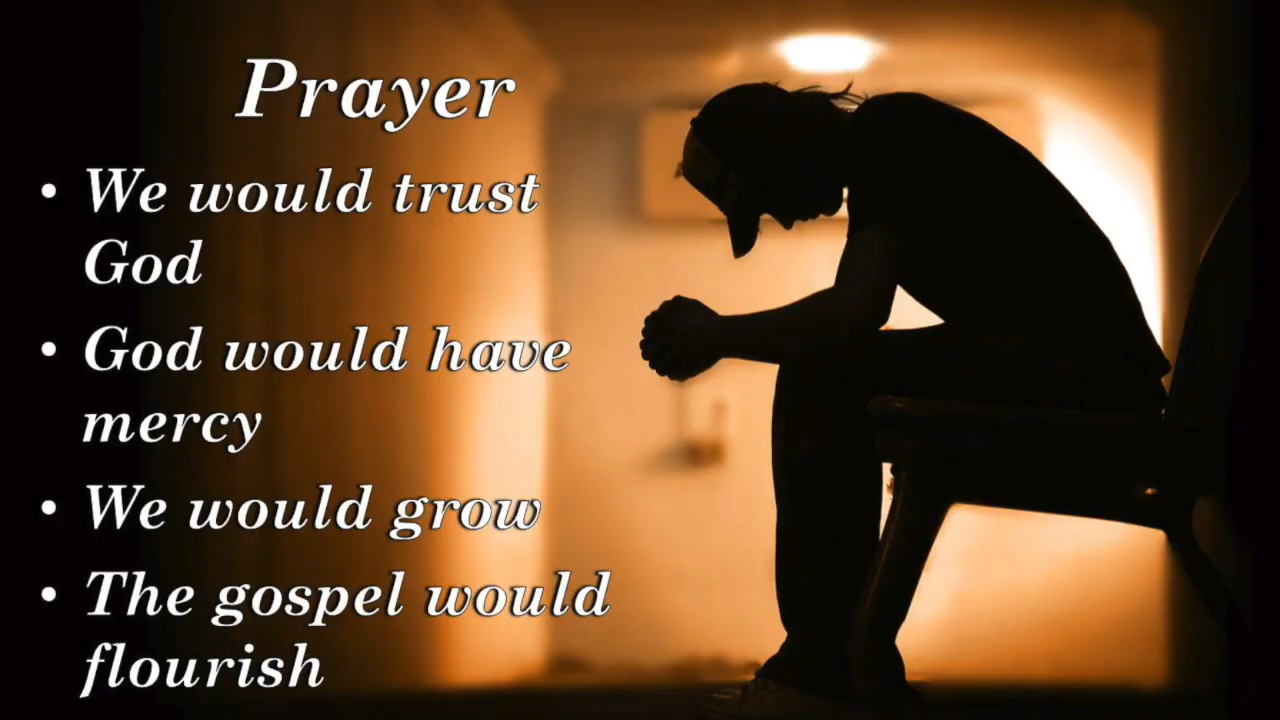 Prayer
• We would trust
God
• God would have
mercy
• We would grow
• The gospel would
flourish